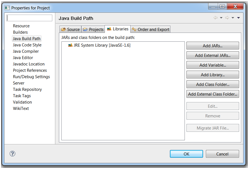 Properties for Project
Java Build Path
Resource
Builders
Java Build Path
Java Code Style
Java Compiler
Java Editor
Javadoc Location
Project References
Run/Debug Settings
Server
Task Repository
Task Tags
Validation
WikiText
Source
Projects
Libraries
Order and Export
JARs and class folders on the build path:
JRE System Library [JavaSE-1.6]
Add JARs...
Add External JARs...
Add Variable...
Add Library...
Add Class Folder...
Add External Class Folder...
Edit...
Remove
Migrate JAR File...
OK
Cancel